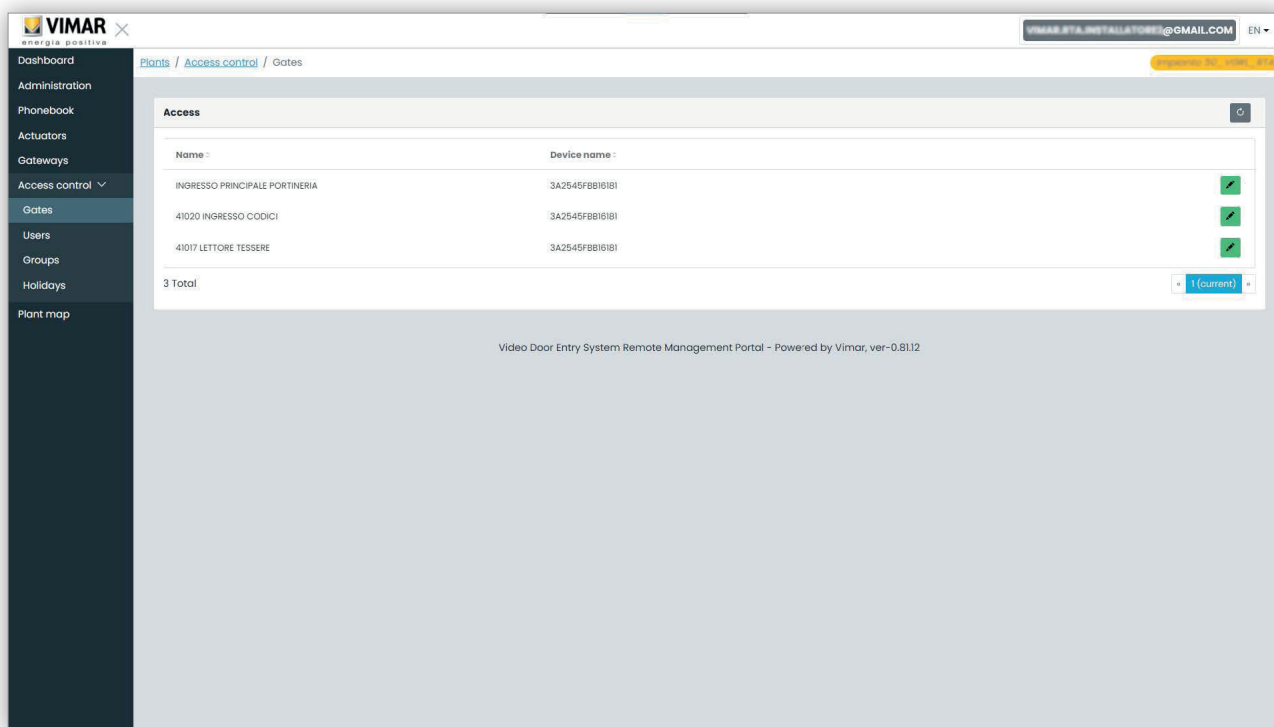 VIMAR
energia positiva
@GMAIL.COM
EN
Dashboard
Administration
Phonebook
Actuators
Gateways
Access control
Gates
Users
Groups
Holidays
Plant map
Plants / Access control / Gates
Access
Name
Device name
INGRESSO PRINCIPALE PORTINERIA 3A2545FBB16181
41020 INGRESSO CODICI 3A2545FBB16181
41017 LETTORE TESSERE 3A2545FBB16181
3 Total
« 1 (current) »
Video Door Entry System Remote Management Portal - Powered by Vimar, ver-0.81.12